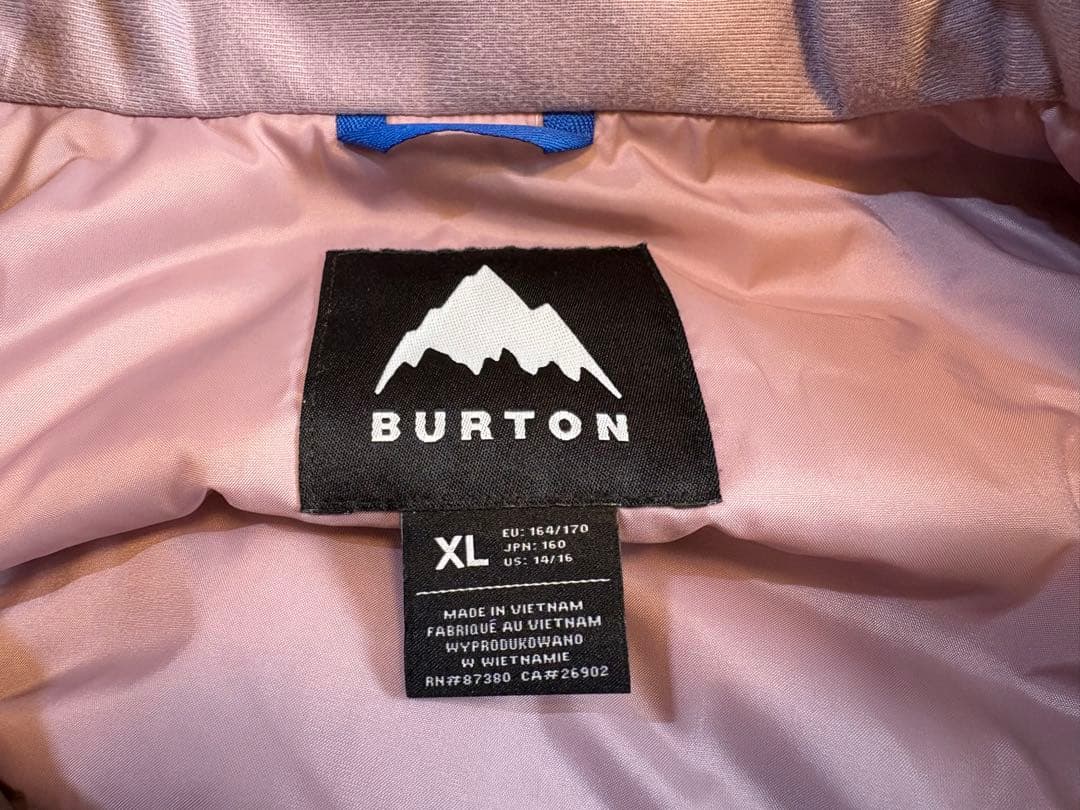 BURTON
XL
EU: 164/170
JPN: 160
US: 14/16
MADE IN VIETNAM
FABRIQUÉ AU VIETNAM
WYPRODUKOWANO
W WIETNAMIE
RN#87380 CA#26902